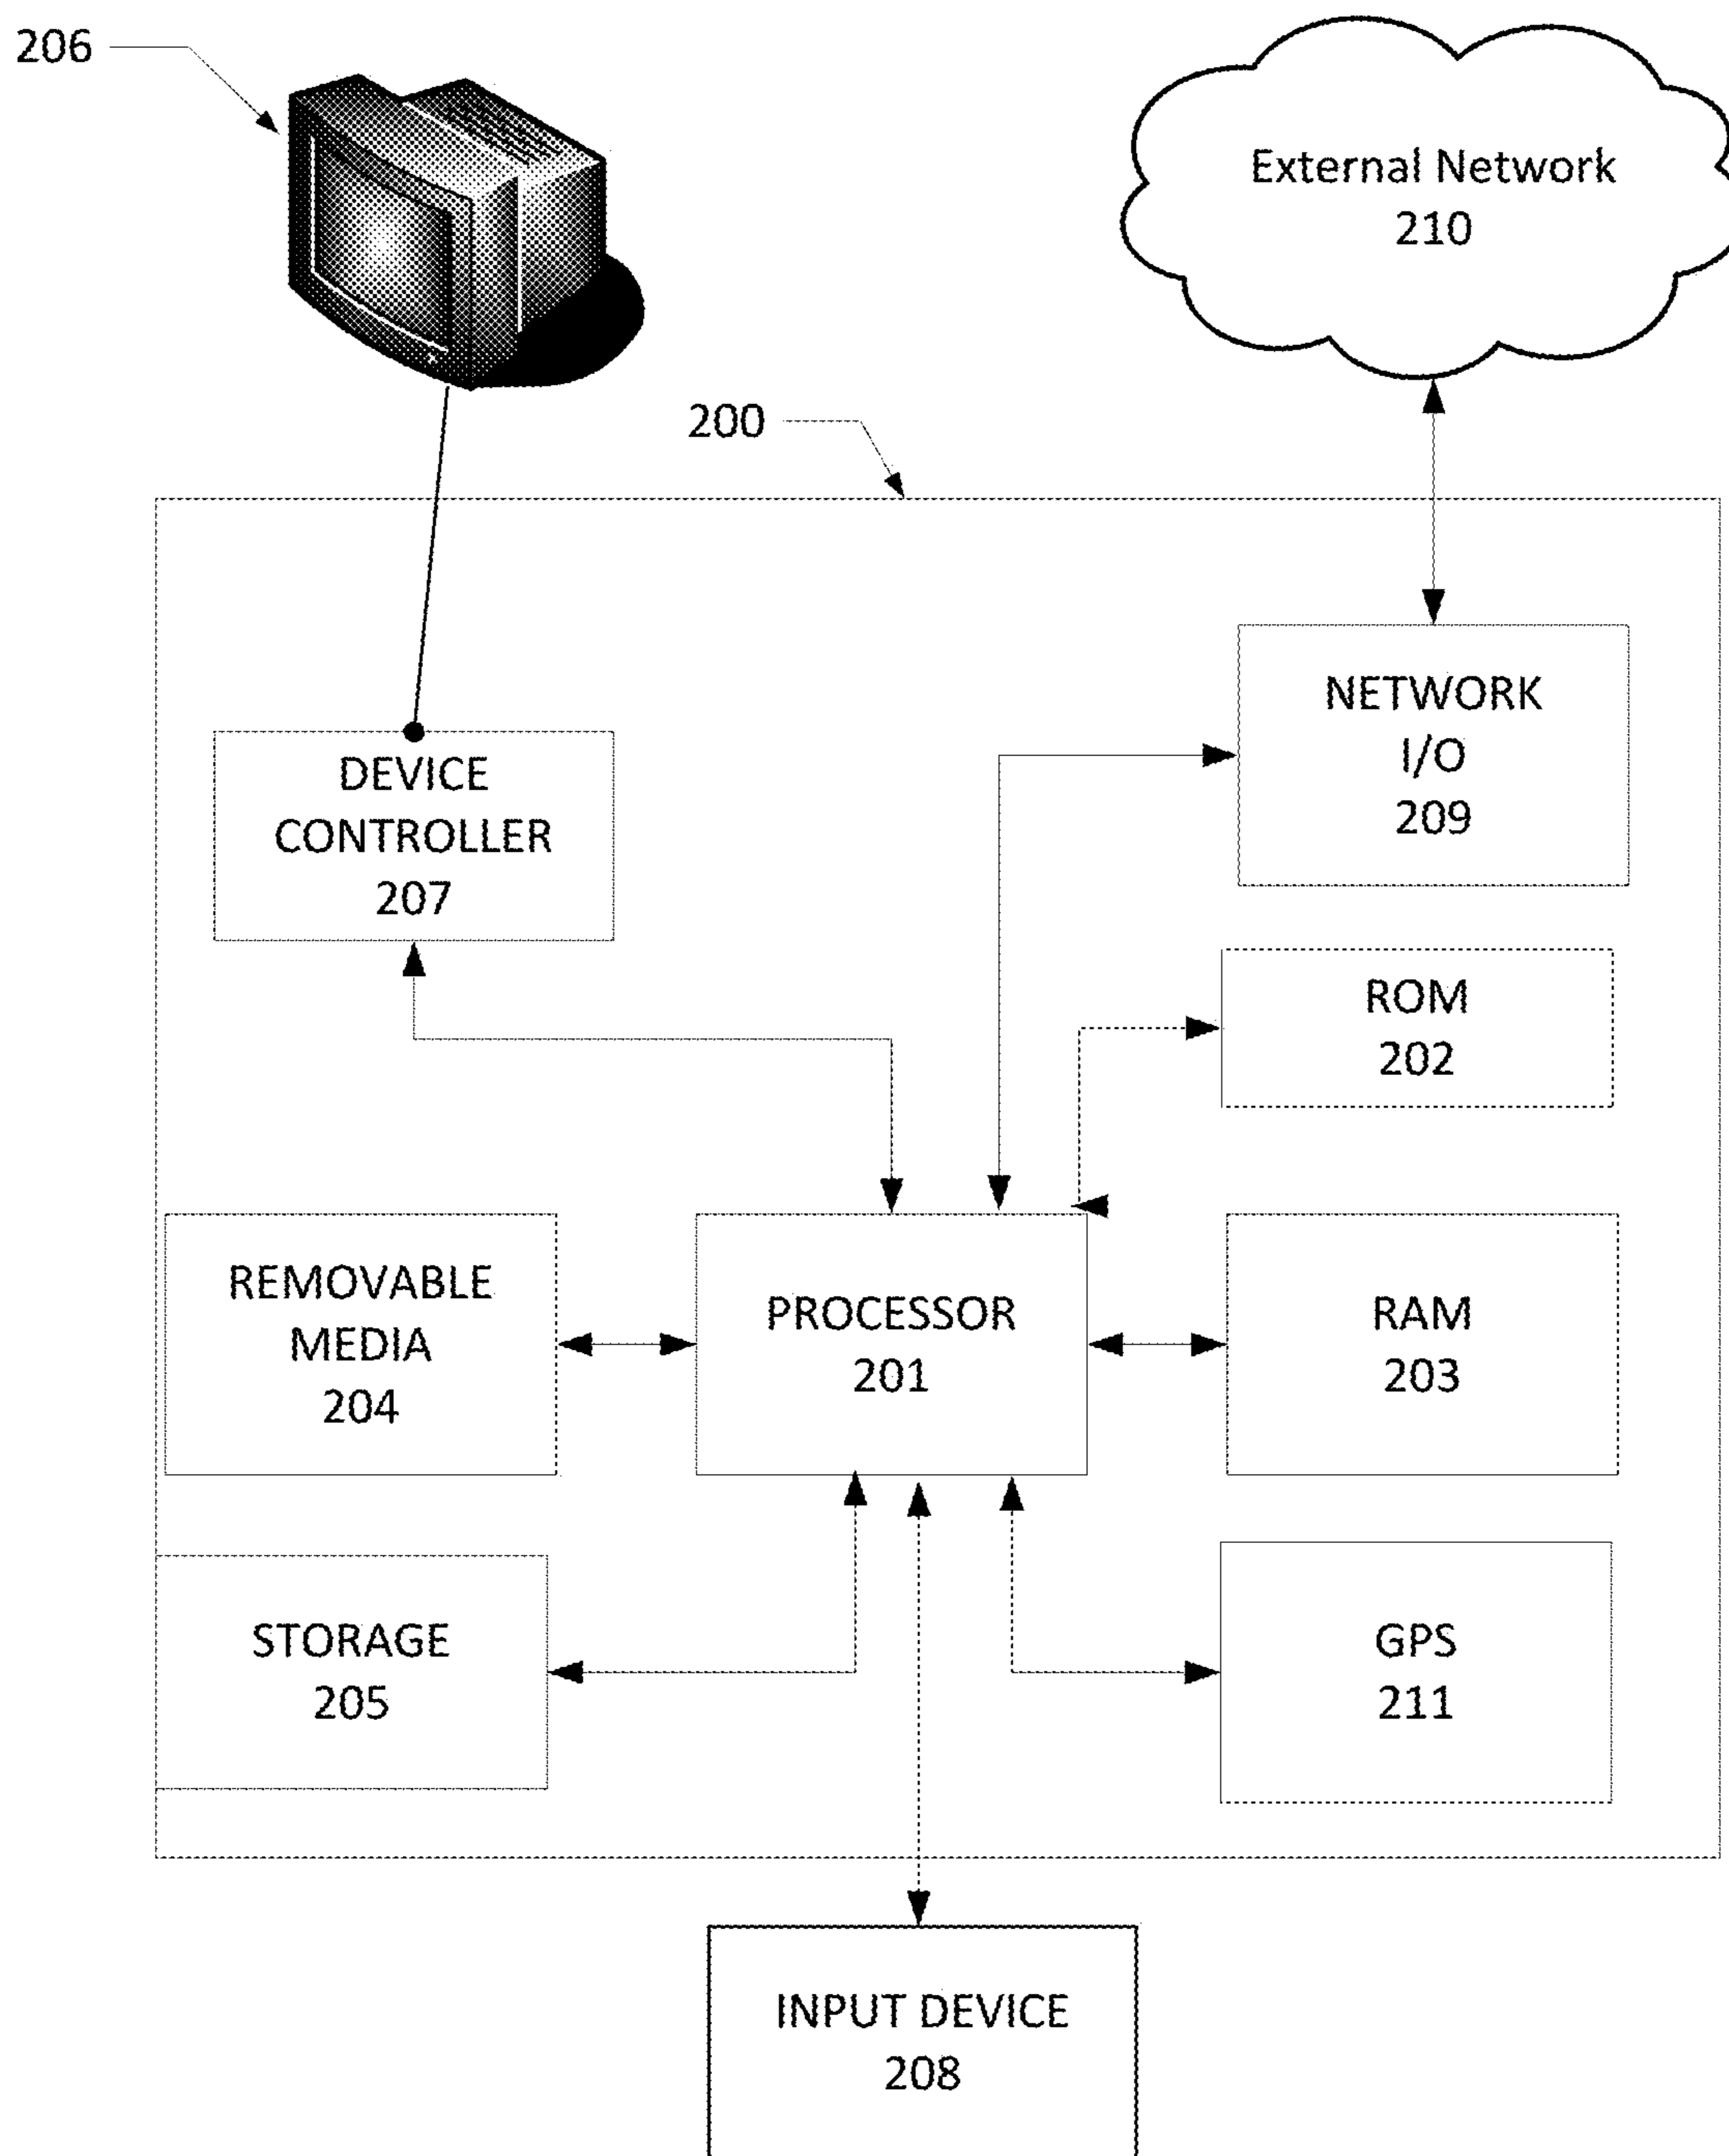 206
External Network
210
200
NETWORK
I/O
209
DEVICE
CONTROLLER
207
ROM
202
REMOVABLE
MEDIA
204
PROCESSOR
201
RAM
203
STORAGE
205
GPS
211
INPUT DEVICE
208